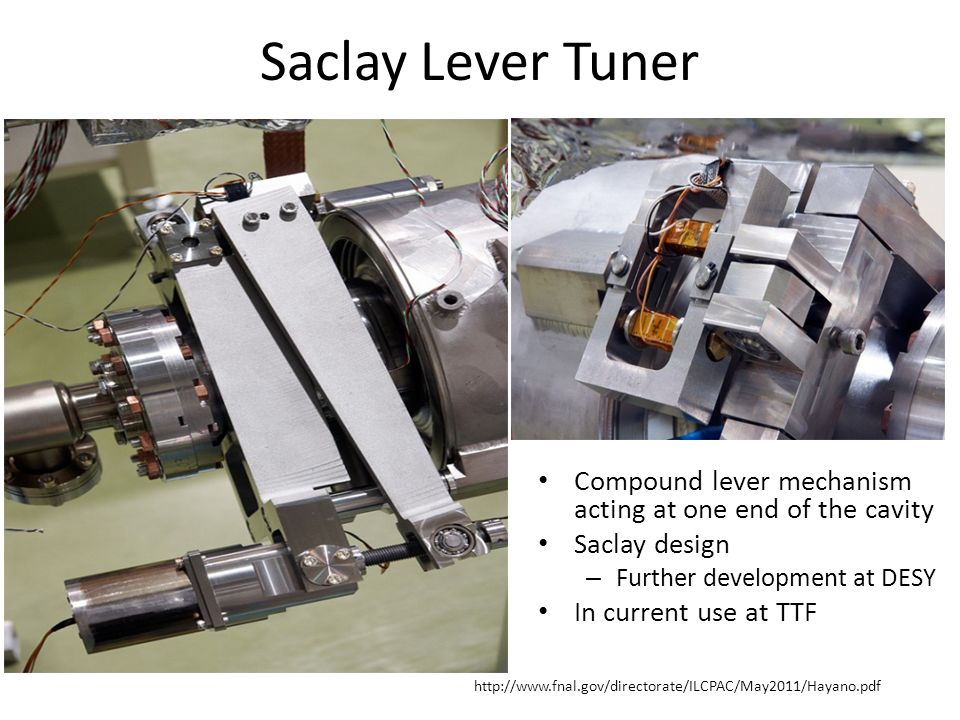 Saclay Lever Tuner
• Compound lever mechanism
acting at one end of the cavity
• Saclay design
– Further development at DESY
• In current use at TTF
http://www.fnal.gov/directorate/ILCPAC/May2011/Hayano.pdf